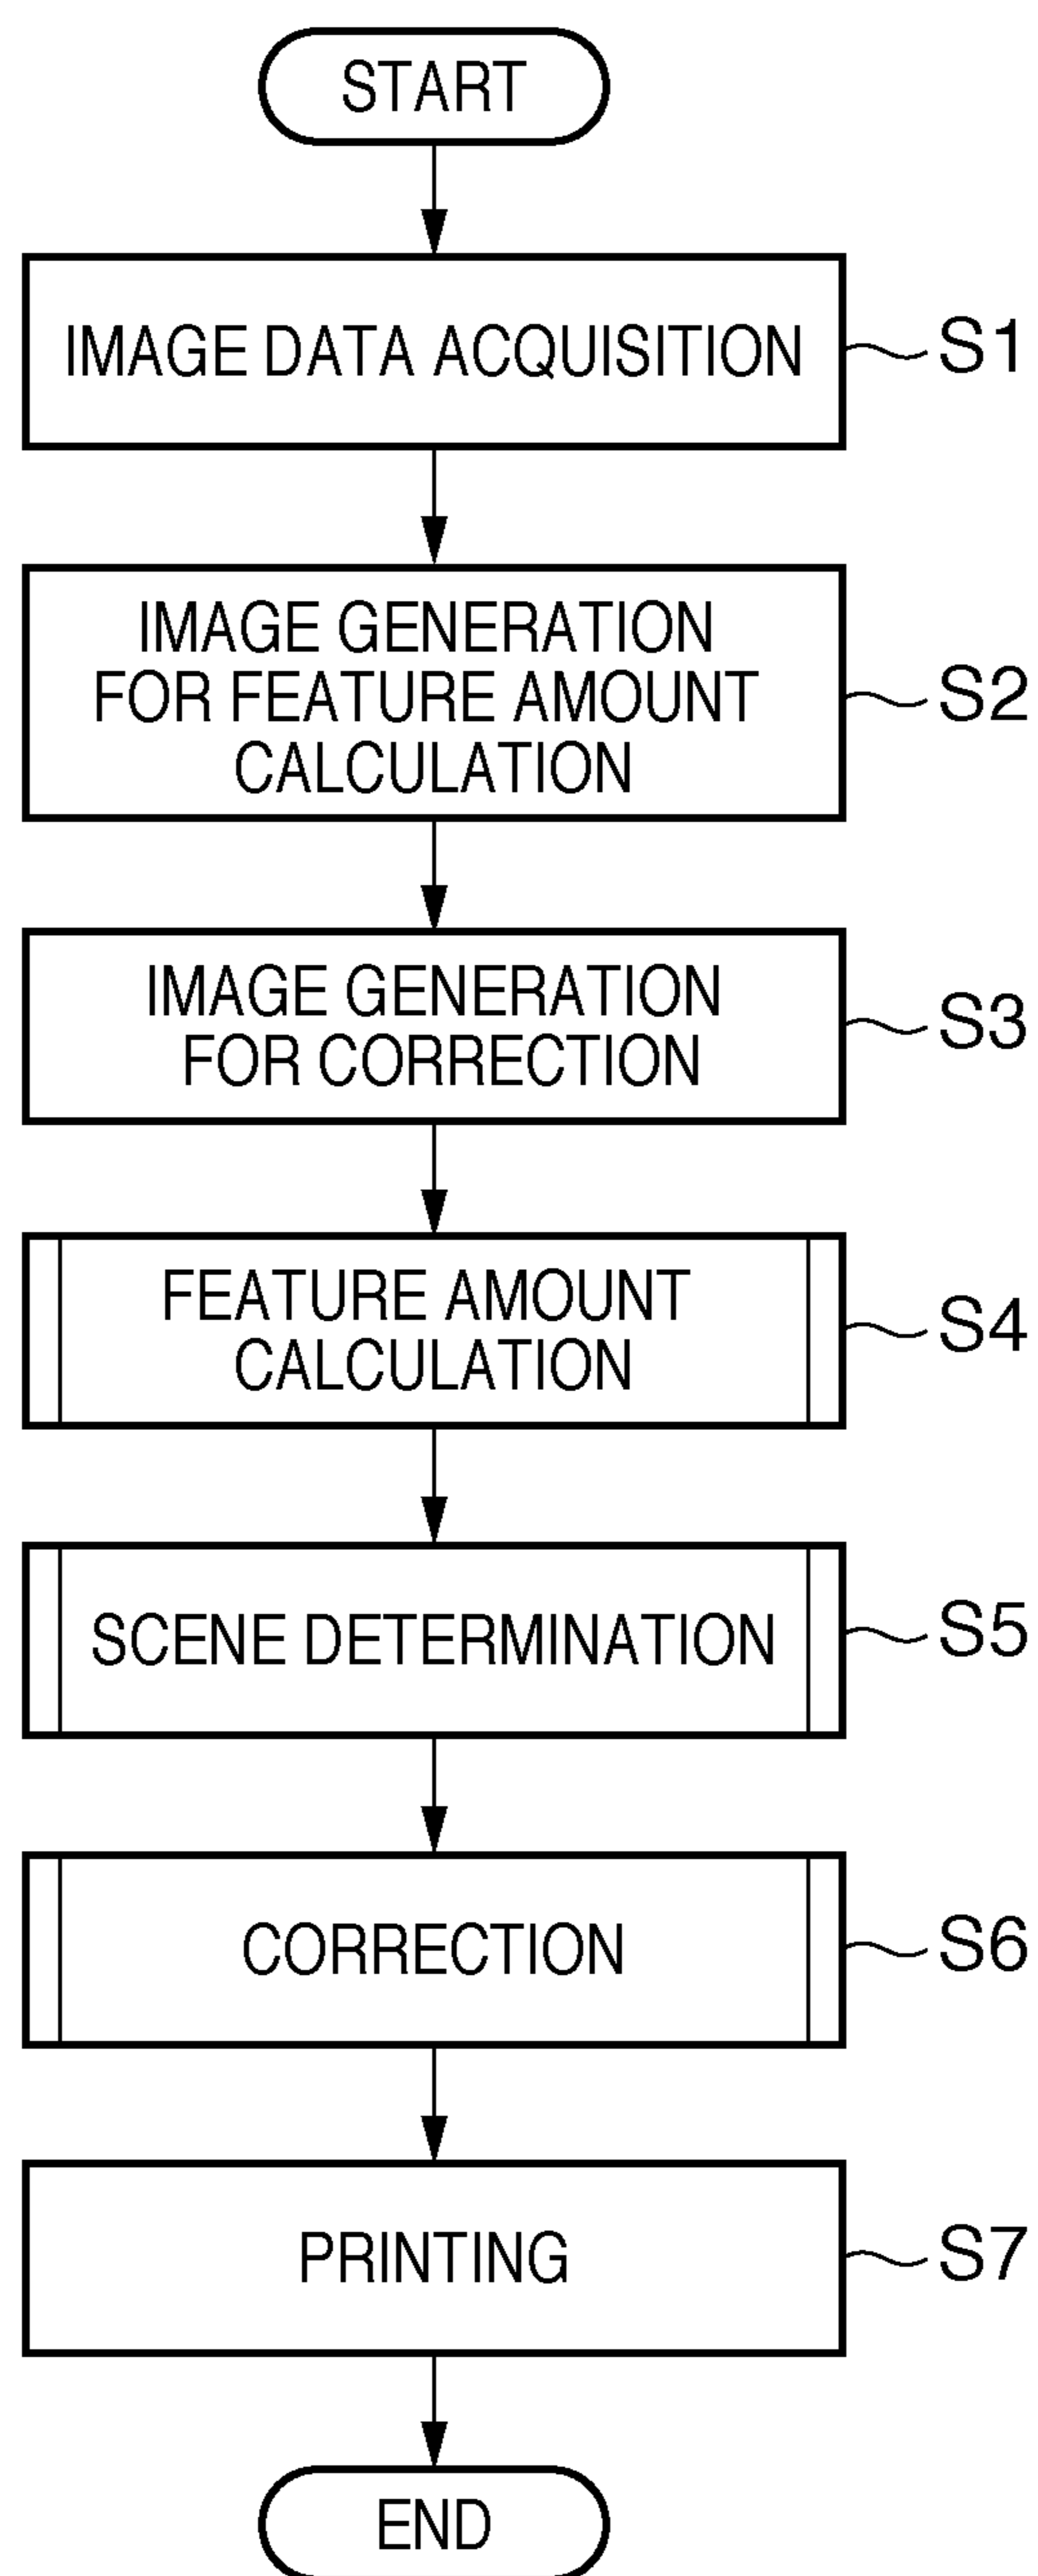 START
IMAGE DATA ACQUISITION
S1
IMAGE GENERATION
FOR FEATURE AMOUNT
CALCULATION
S2
IMAGE GENERATION
FOR CORRECTION
S3
FEATURE AMOUNT
CALCULATION
S4
SCENE DETERMINATION
S5
CORRECTION
S6
PRINTING
S7
END